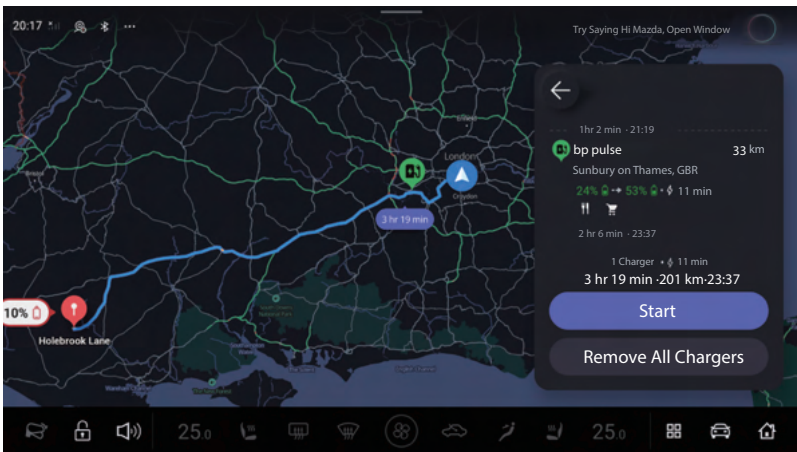 20:17
Try Saying Hi Mazda, Open Window
1hr 2 min · 21:19
bp pulse
33 km
Sunbury on Thames, GBR
24% → 53% • 11 min
2 hr 6 min · 23:37
1 Charger • 11 min
3 hr 19 min ·201 km·23:37
Start
Remove All Chargers
London
Croydon
3 hr 19 min
10%
Holebrook Lane
25.0
25.0